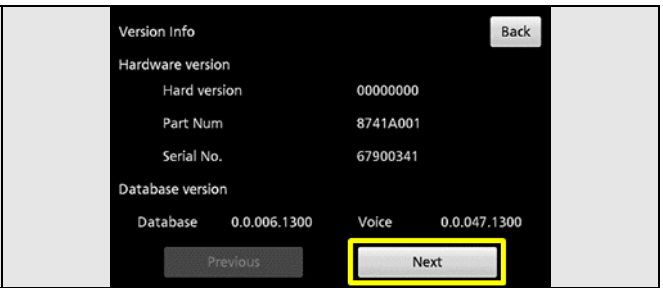 Version Info Back
Hardware version
Hard version 00000000
Part Num 8741A001
Serial No. 67900341
Database version
Database 0.0.006.1300 Voice 0.0.047.1300
Previous Next